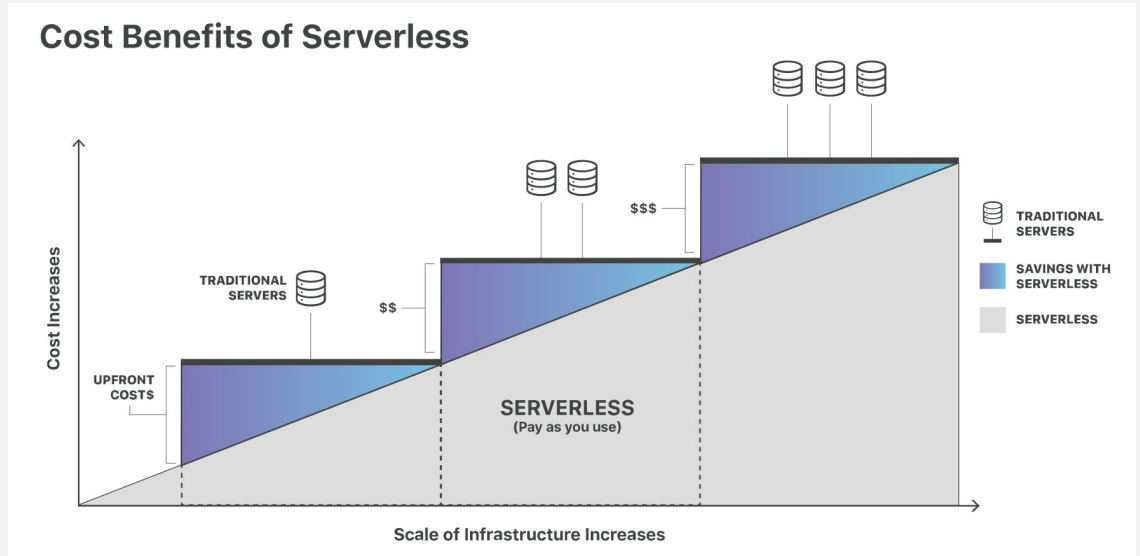 Cost Benefits of Serverless
$$$
TRADITIONAL
SERVERS
$$
UPFRONT
COST$
SERVERLESS
(Pay as you use)
Cost Increases
Scale of Infrastructure Increases
TRADITIONAL
SERVERS
SAVINGS WITH
SERVERLESS
SERVERLESS